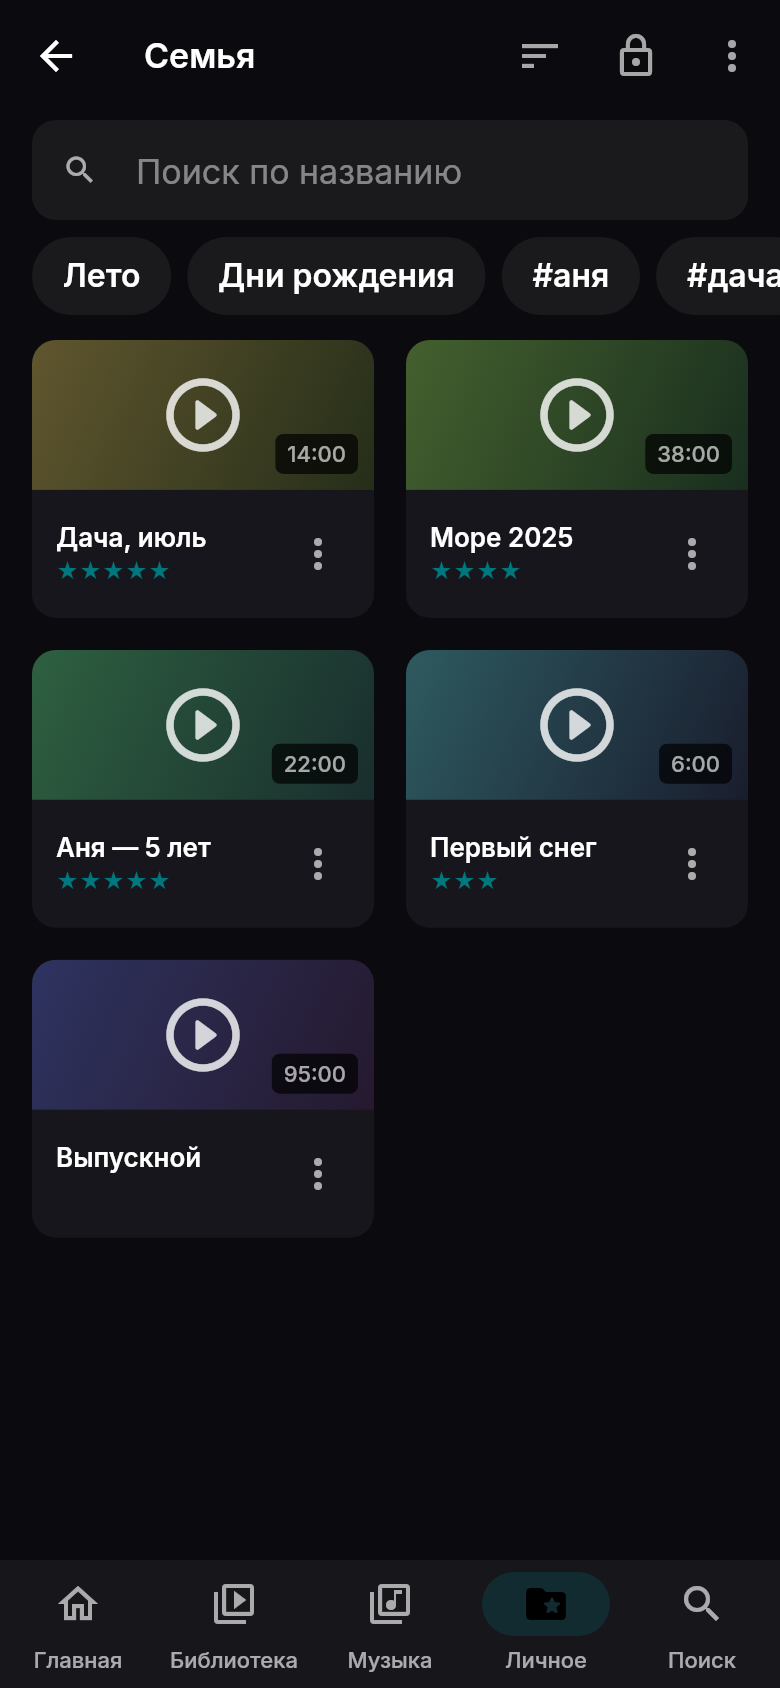 Семья
Поиск по названию
Лето Дни рождения #аня #дача
14:00 38:00
Дача, июль Море 2025
★★★★★ ★★★★
22:00 6:00
Аня — 5 лет Первый снег
★★★★★ ★★★
95:00
Выпускной
Главная Библиотека Музыка Личное Поиск